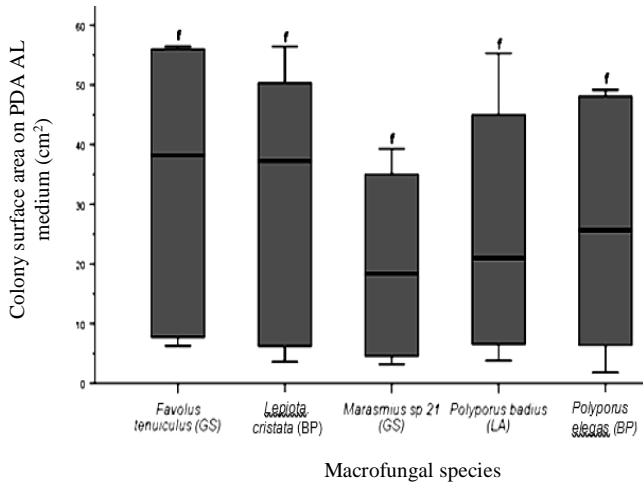 Colony surface area on PDA AL
medium (cm²)
60
50
40
30
20
10
0
f
f
f
f
f
Favolus
tenuiculus (GS)
Lepiota
cristata (BP)
Marasmius sp 21
(GS)
Polyporus badius
(LA)
Polyporus
elegas (BP)
Macrofungal species